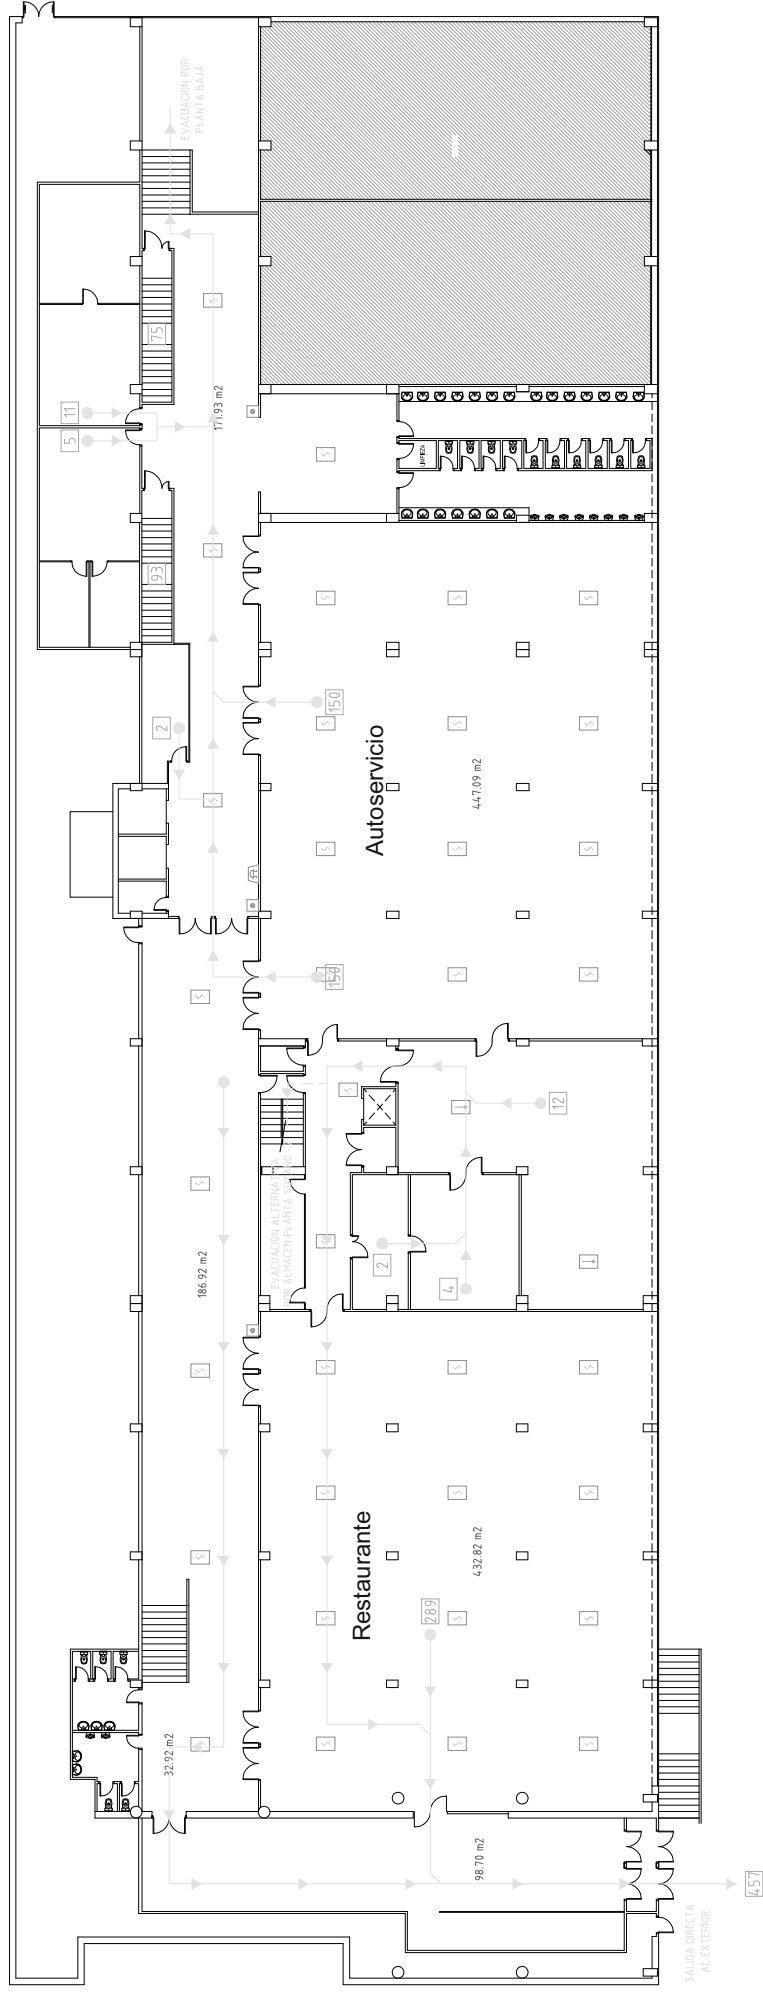 EVACUACION POR
PLANTA BAJA
75
11
5
171.93 m2
LIMPIEZA
93
2
150
Autoservicio
447.09 m2
150
12
EVACUACION ALTERNATIVA
POR ALMACEN PLANTA SOTANO
186.92 m2
2
4
Restaurante
432.82 m2
289
32.92 m2
98.70 m2
457
SALIDA DIRECTA
AL EXTERIOR